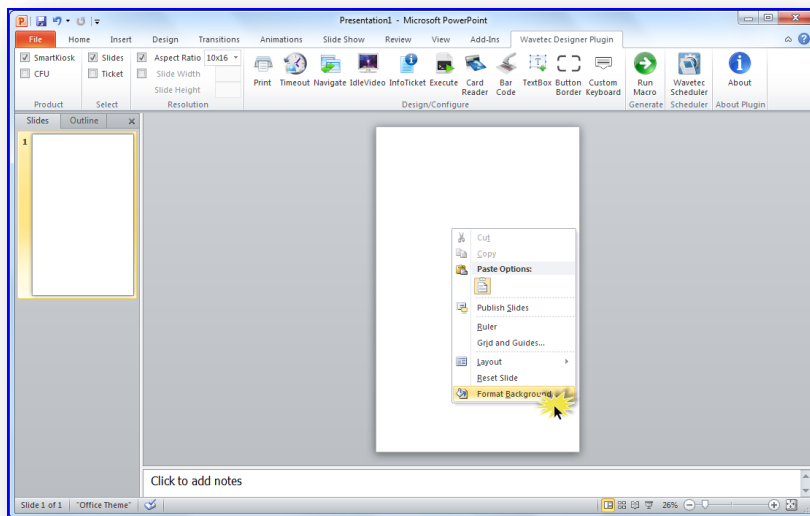 Presentation1 - Microsoft PowerPoint
File Home Insert Design Transitions Animations Slide Show Review View Add-Ins Wavetec Designer Plugin
SmartKiosk Slides Aspect Ratio 10x16
CFU Ticket Slide Width
Slide Height
Print Timeout Navigate IdleVideo InfoTicket Execute Card Reader Bar Code TextBox Button Border Custom Keyboard Run Macro Wavetec Scheduler About
Product Select Resolution Design/Configure Generate Scheduler About Plugin
Slides Outline
1
Cut
Copy
Paste Options:
Publish Slides
Ruler
Grid and Guides...
Layout
Reset Slide
Format Background
Click to add notes
Slide 1 of 1 "Office Theme" 26%